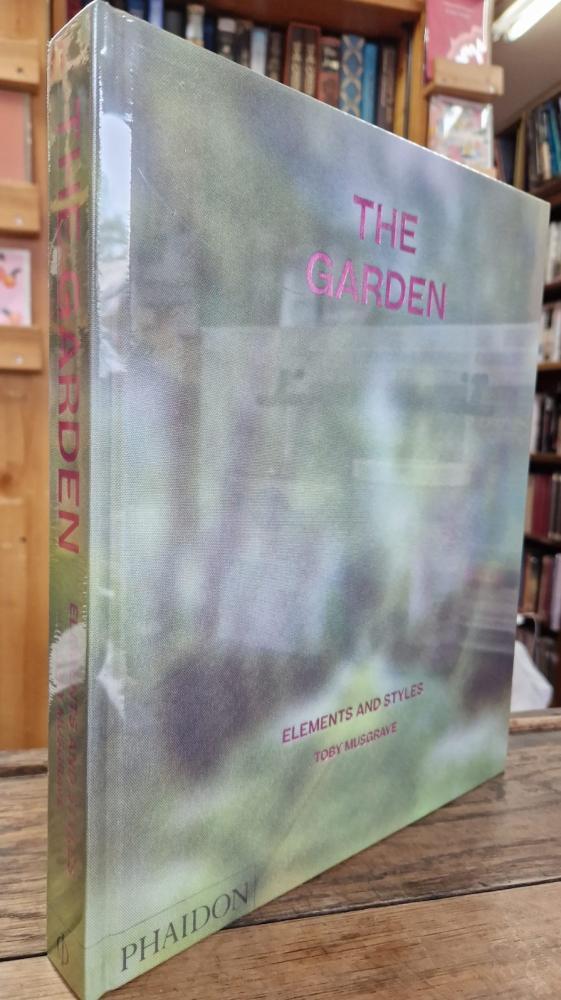 THE
GARDEN
ELEMENTS AND STYLES
TOBY MUSGRAVE
PHAIDON
THE GARDEN